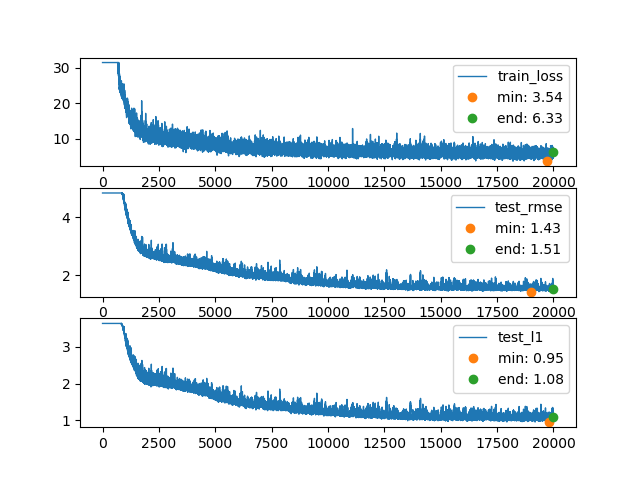 30
20
10
train_loss
min: 3.54
end: 6.33
0 2500 5000 7500 10000 12500 15000 17500 20000
4
2
test_rmse
min: 1.43
end: 1.51
0 2500 5000 7500 10000 12500 15000 17500 20000
3
2
1
test_l1
min: 0.95
end: 1.08
0 2500 5000 7500 10000 12500 15000 17500 20000